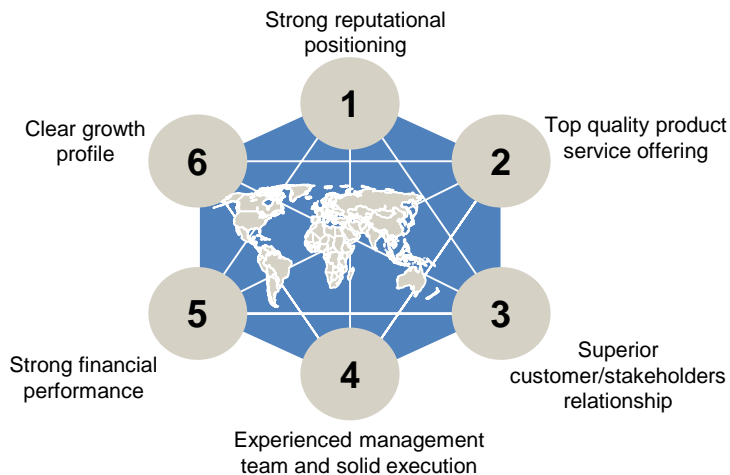 Strong reputational
positioning
1
Top quality product
service offering
2
Superior
customer/stakeholders
relationship
3
Experienced management
team and solid execution
4
Strong financial
performance
5
Clear growth
profile
6